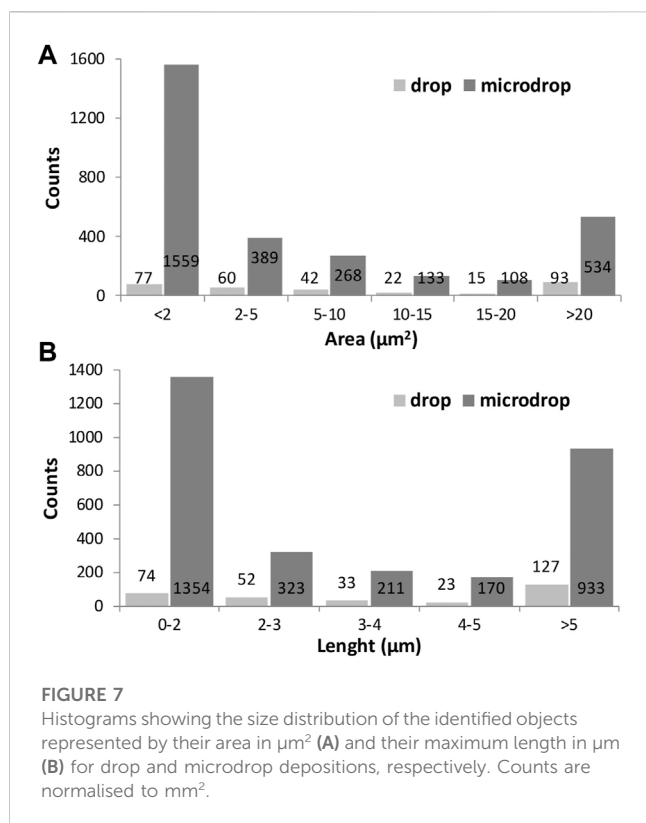 A
1600
1200
800
400
0
Counts
drop microdrop
77 1559 60 389 42 268 22 133 15 108 93 534
<2 2-5 5-10 10-15 15-20 >20
Area (µm²)
B
1400
1200
1000
800
600
400
200
0
Counts
drop microdrop
74 1354 52 323 33 211 23 170 127 933
0-2 2-3 3-4 4-5 >5
Lenght (µm)
FIGURE 7
Histograms showing the size distribution of the identified objects
represented by their area in µm² (A) and their maximum length in µm
(B) for drop and microdrop depositions, respectively. Counts are
normalised to mm².